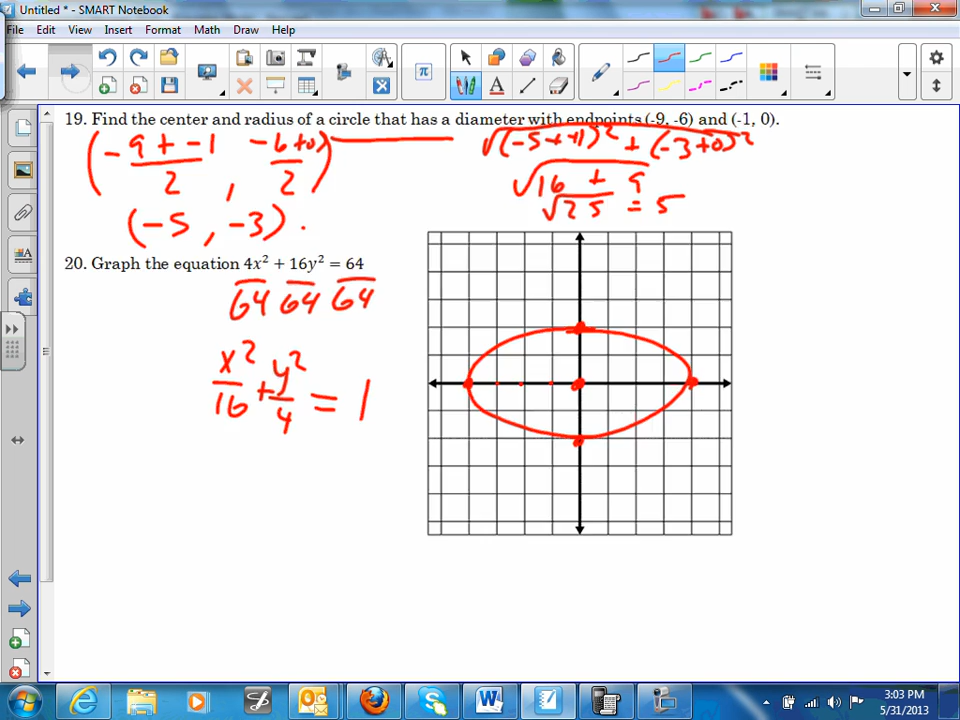 Untitled * - SMART Notebook
File Edit View Insert Format Math Draw Help
19. Find the center and radius of a circle that has a diameter with endpoints (-9, -6) and (-1, 0).
(-9 + -1 / 2 , -6+0 / 2)
√(-5 + +1)² + (-3+0)²
√16 + 9
√25 = 5
(-5 , -3) .
20. Graph the equation 4x² + 16y² = 64
64 64 64
x²/16 + y²/4 = 1
3:03 PM
5/31/2013